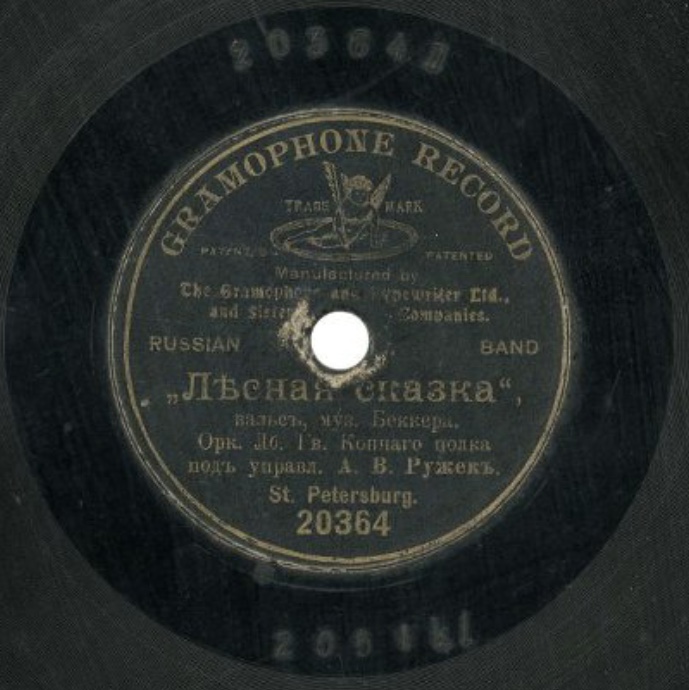 GRAMOPHONE RECORD
TRADE MARK
PATENTED PATENTED
Manufactured by
The Gramophone and Typewriter Ltd.,
and Sister Companies.
RUSSIAN BAND
„Лѣсная сказка“,
вальсъ, муз. Беккера.
Орк. Лб. Гв. Коннаго полка
подъ управл. А. В. Ружекъ.
St. Petersburg.
20364